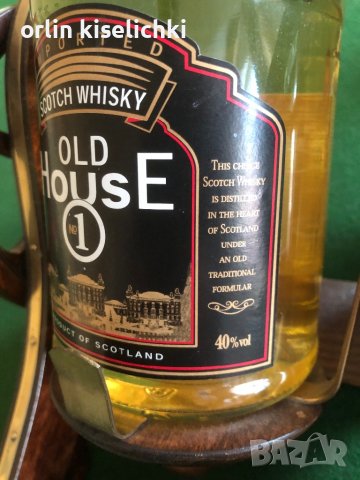 orlin kiselichki
PORTED
SCOTCH WHISKY
OLD
HOUSE
No
1
PRODUCT OF SCOTLAND
THIS CHOICE
SCOTCH WHISKY
IS DISTILLED
IN THE HEART
OF SCOTLAND
UNDER
AN OLD
TRADITIONAL
FORMULAR
40% vol
BAZAR